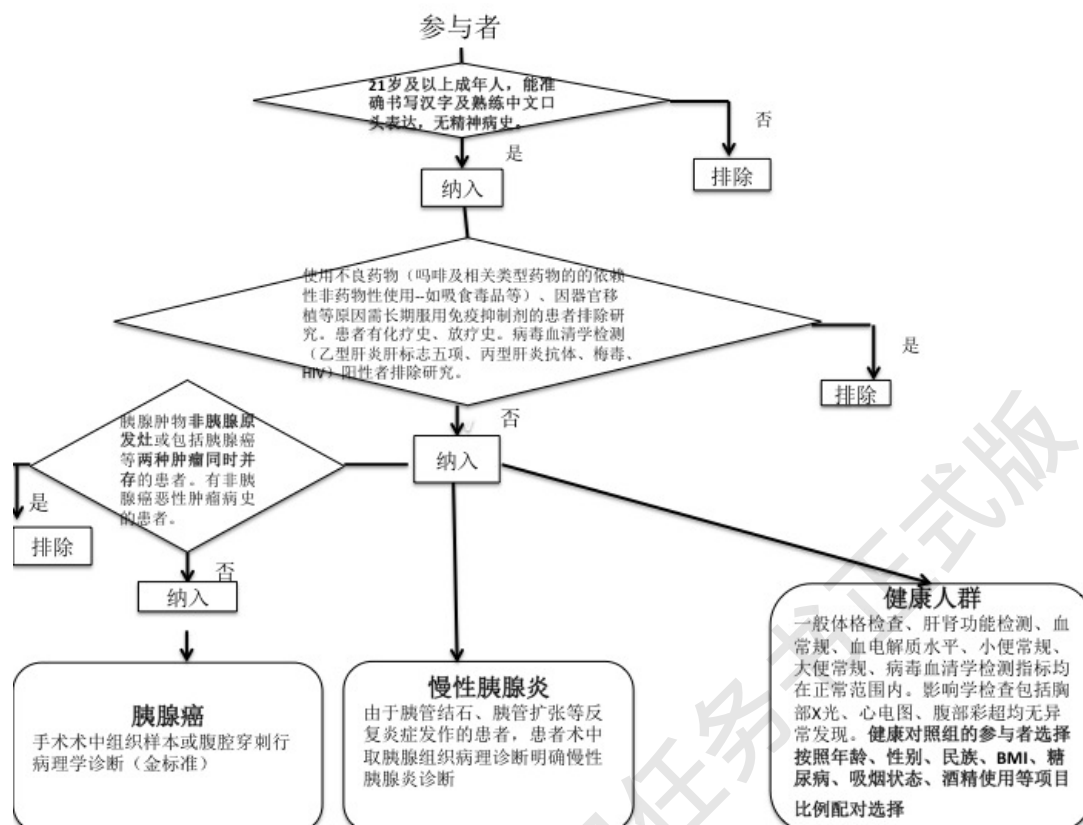 参与者
21岁及以上成年人，能准
确书写汉字及熟练中文口
头表达，无精神病史。
否
是
排除
纳入
使用不良药物（吗啡及相关类型药物的的依赖
性非药物性使用--如吸食毒品等）、因器官移
植等原因需长期服用免疫抑制剂的患者排除研
究。患者有化疗史、放疗史。病毒血清学检测
（乙型肝炎肝标志五项、丙型肝炎抗体、梅毒、
HIV）阳性者排除研究。
是
排除
否
纳入
胰腺肿物非胰腺原
发灶或包括胰腺癌
等两种肿瘤同时并
存的患者。有非胰
腺癌恶性肿瘤病史
的患者。
是
排除
否
纳入
胰腺癌
手术术中组织样本或腹腔穿刺行
病理学诊断（金标准）
慢性胰腺炎
由于胰管结石、胰管扩张等反
复炎症发作的患者，患者术中
取胰腺组织病理诊断明确慢性
胰腺炎诊断
健康人群
一般体格检查、肝肾功能检测、血
常规、血电解质水平、小便常规、
大便常规、病毒血清学检测指标均
在正常范围内。影响学检查包括胸
部X光、心电图、腹部彩超均无异
常发现。健康对照组的参与者选择
按照年龄、性别、民族、BMI、糖
尿病、吸烟状态、酒精使用等项目
比例配对选择
任务书正式版